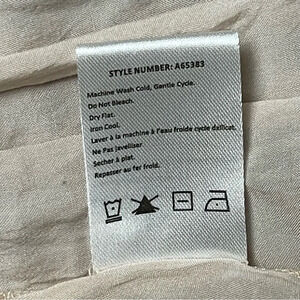 STYLE NUMBER: A65383
Machine Wash Cold, Gentle Cycle.
Do Not Bleach.
Dry Flat.
Iron Cool.
Laver à la machine à l'eau froide cycle délicat.
Ne Pas Javelliser
Sécher à plat.
Repasser au fer froid.